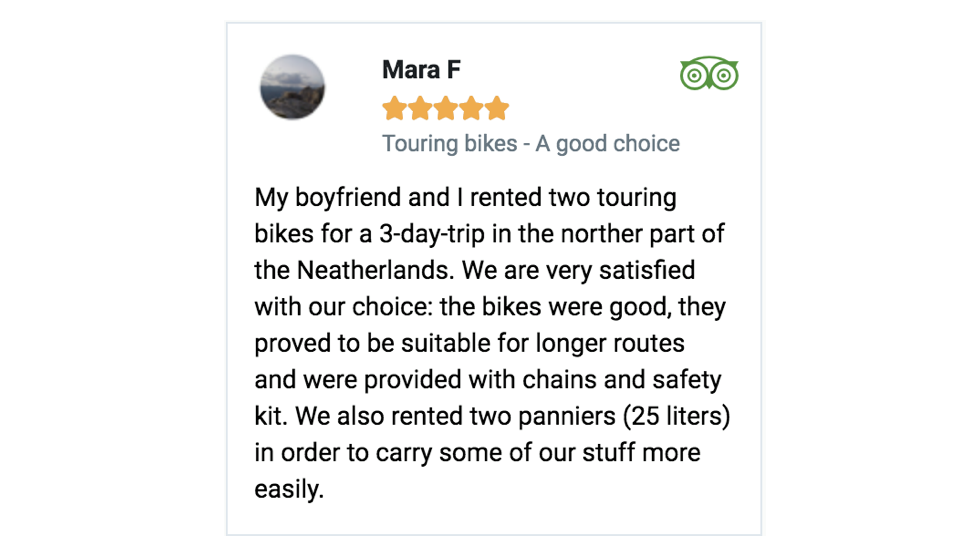 Mara F
Touring bikes - A good choice
My boyfriend and I rented two touring
bikes for a 3-day-trip in the norther part of
the Neatherlands. We are very satisfied
with our choice: the bikes were good, they
proved to be suitable for longer routes
and were provided with chains and safety
kit. We also rented two panniers (25 liters)
in order to carry some of our stuff more
easily.